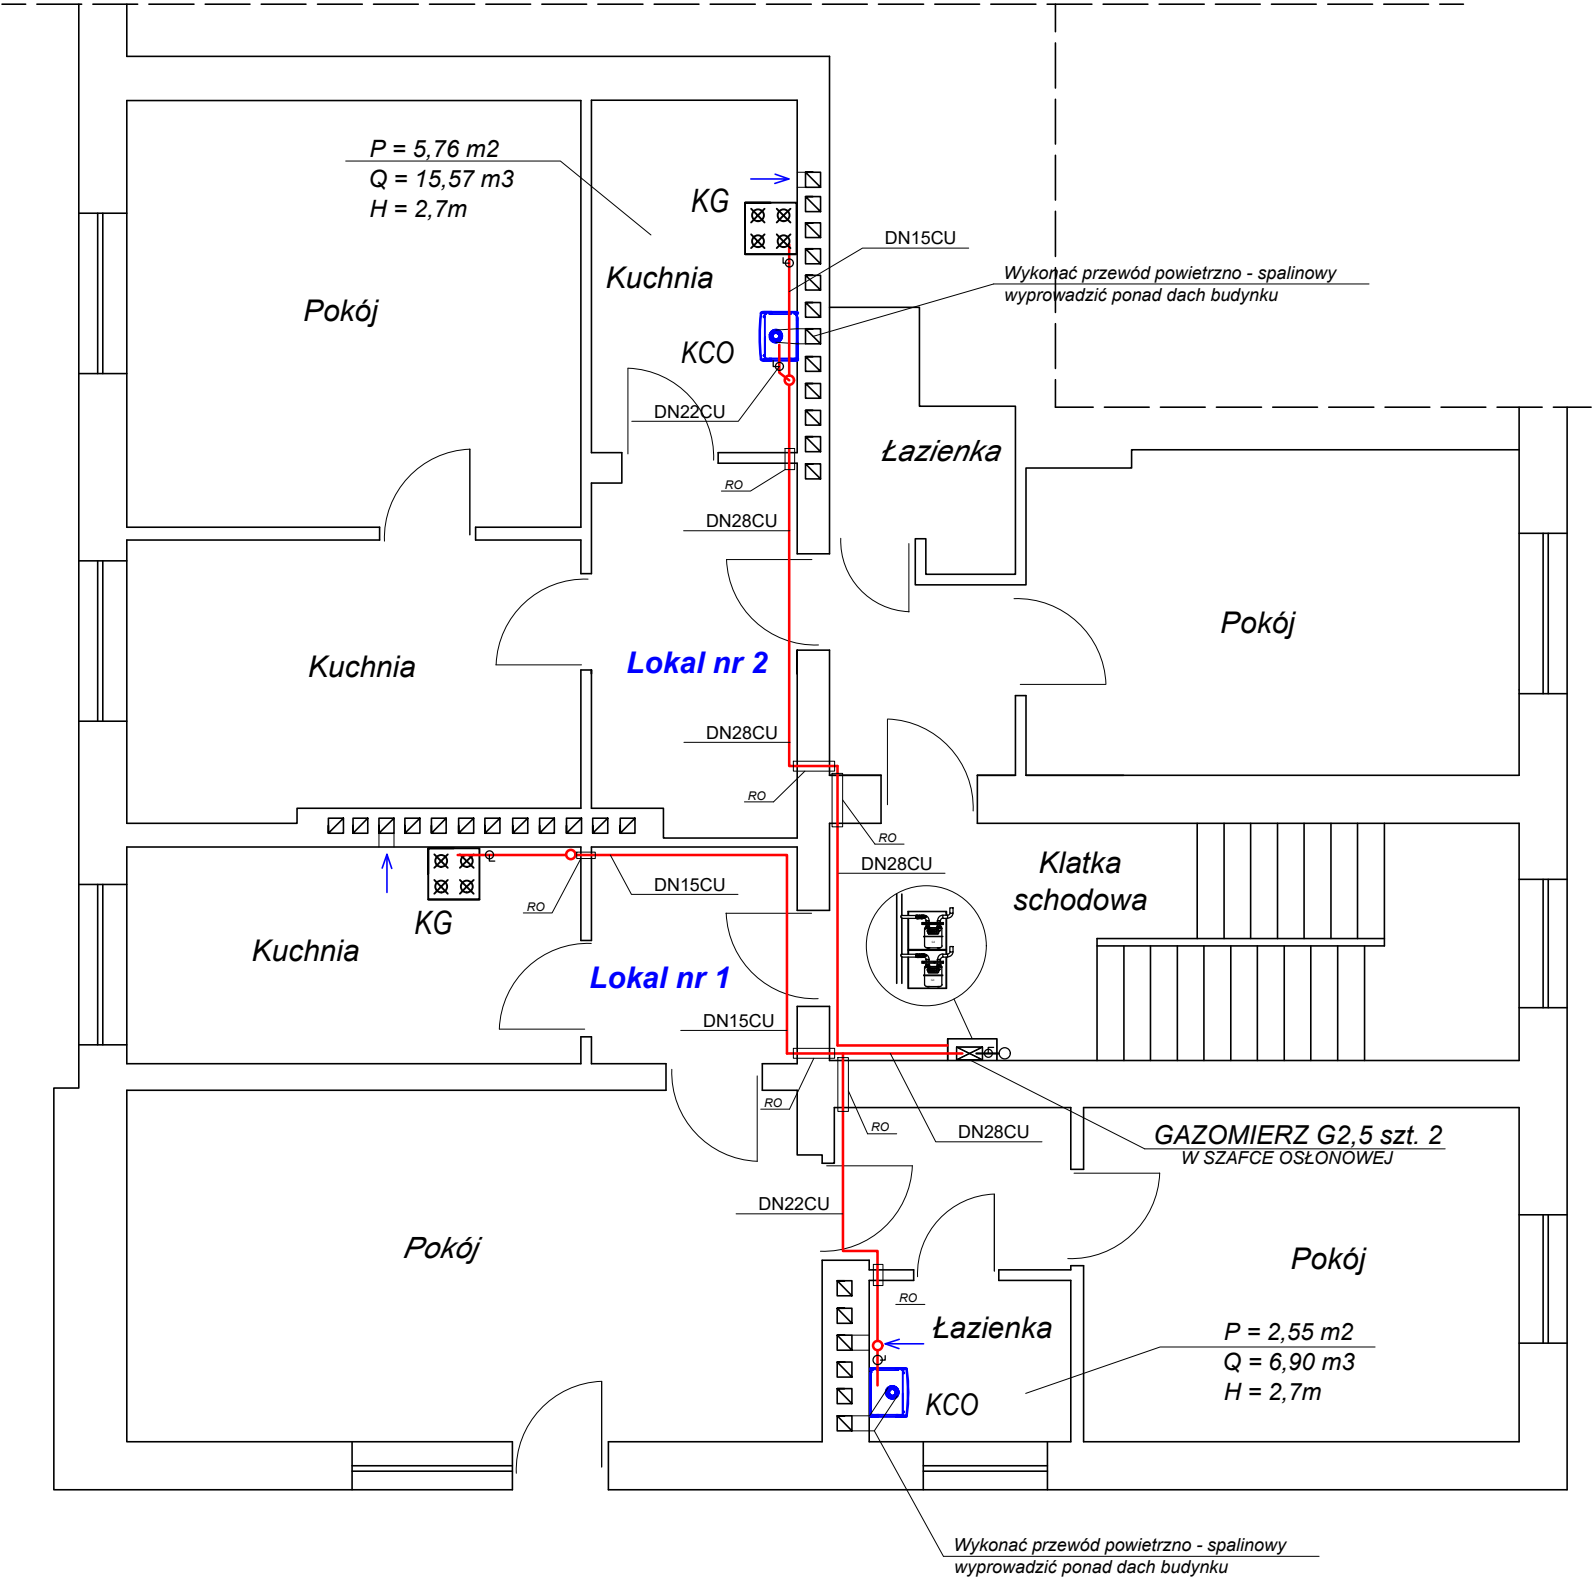 P = 5,76 m2
Q = 15,57 m3
H = 2,7m
KG
DN15CU
Kuchnia
Wykonać przewód powietrzno - spalinowy
wyprowadzić ponad dach budynku
Pokój
KCO
DN22CU
Łazienka
RO
DN28CU
Pokój
Kuchnia
Lokal nr 2
DN28CU
RO
RO
DN28CU
Klatka
schodowa
DN15CU
RO
KG
Kuchnia
Lokal nr 1
DN15CU
RO
RO
DN28CU
GAZOMIERZ G2,5 szt. 2
W SZAFCE OSŁONOWEJ
DN22CU
Pokój
Pokój
RO
Łazienka
P = 2,55 m2
Q = 6,90 m3
H = 2,7m
KCO
Wykonać przewód powietrzno - spalinowy
wyprowadzić ponad dach budynku